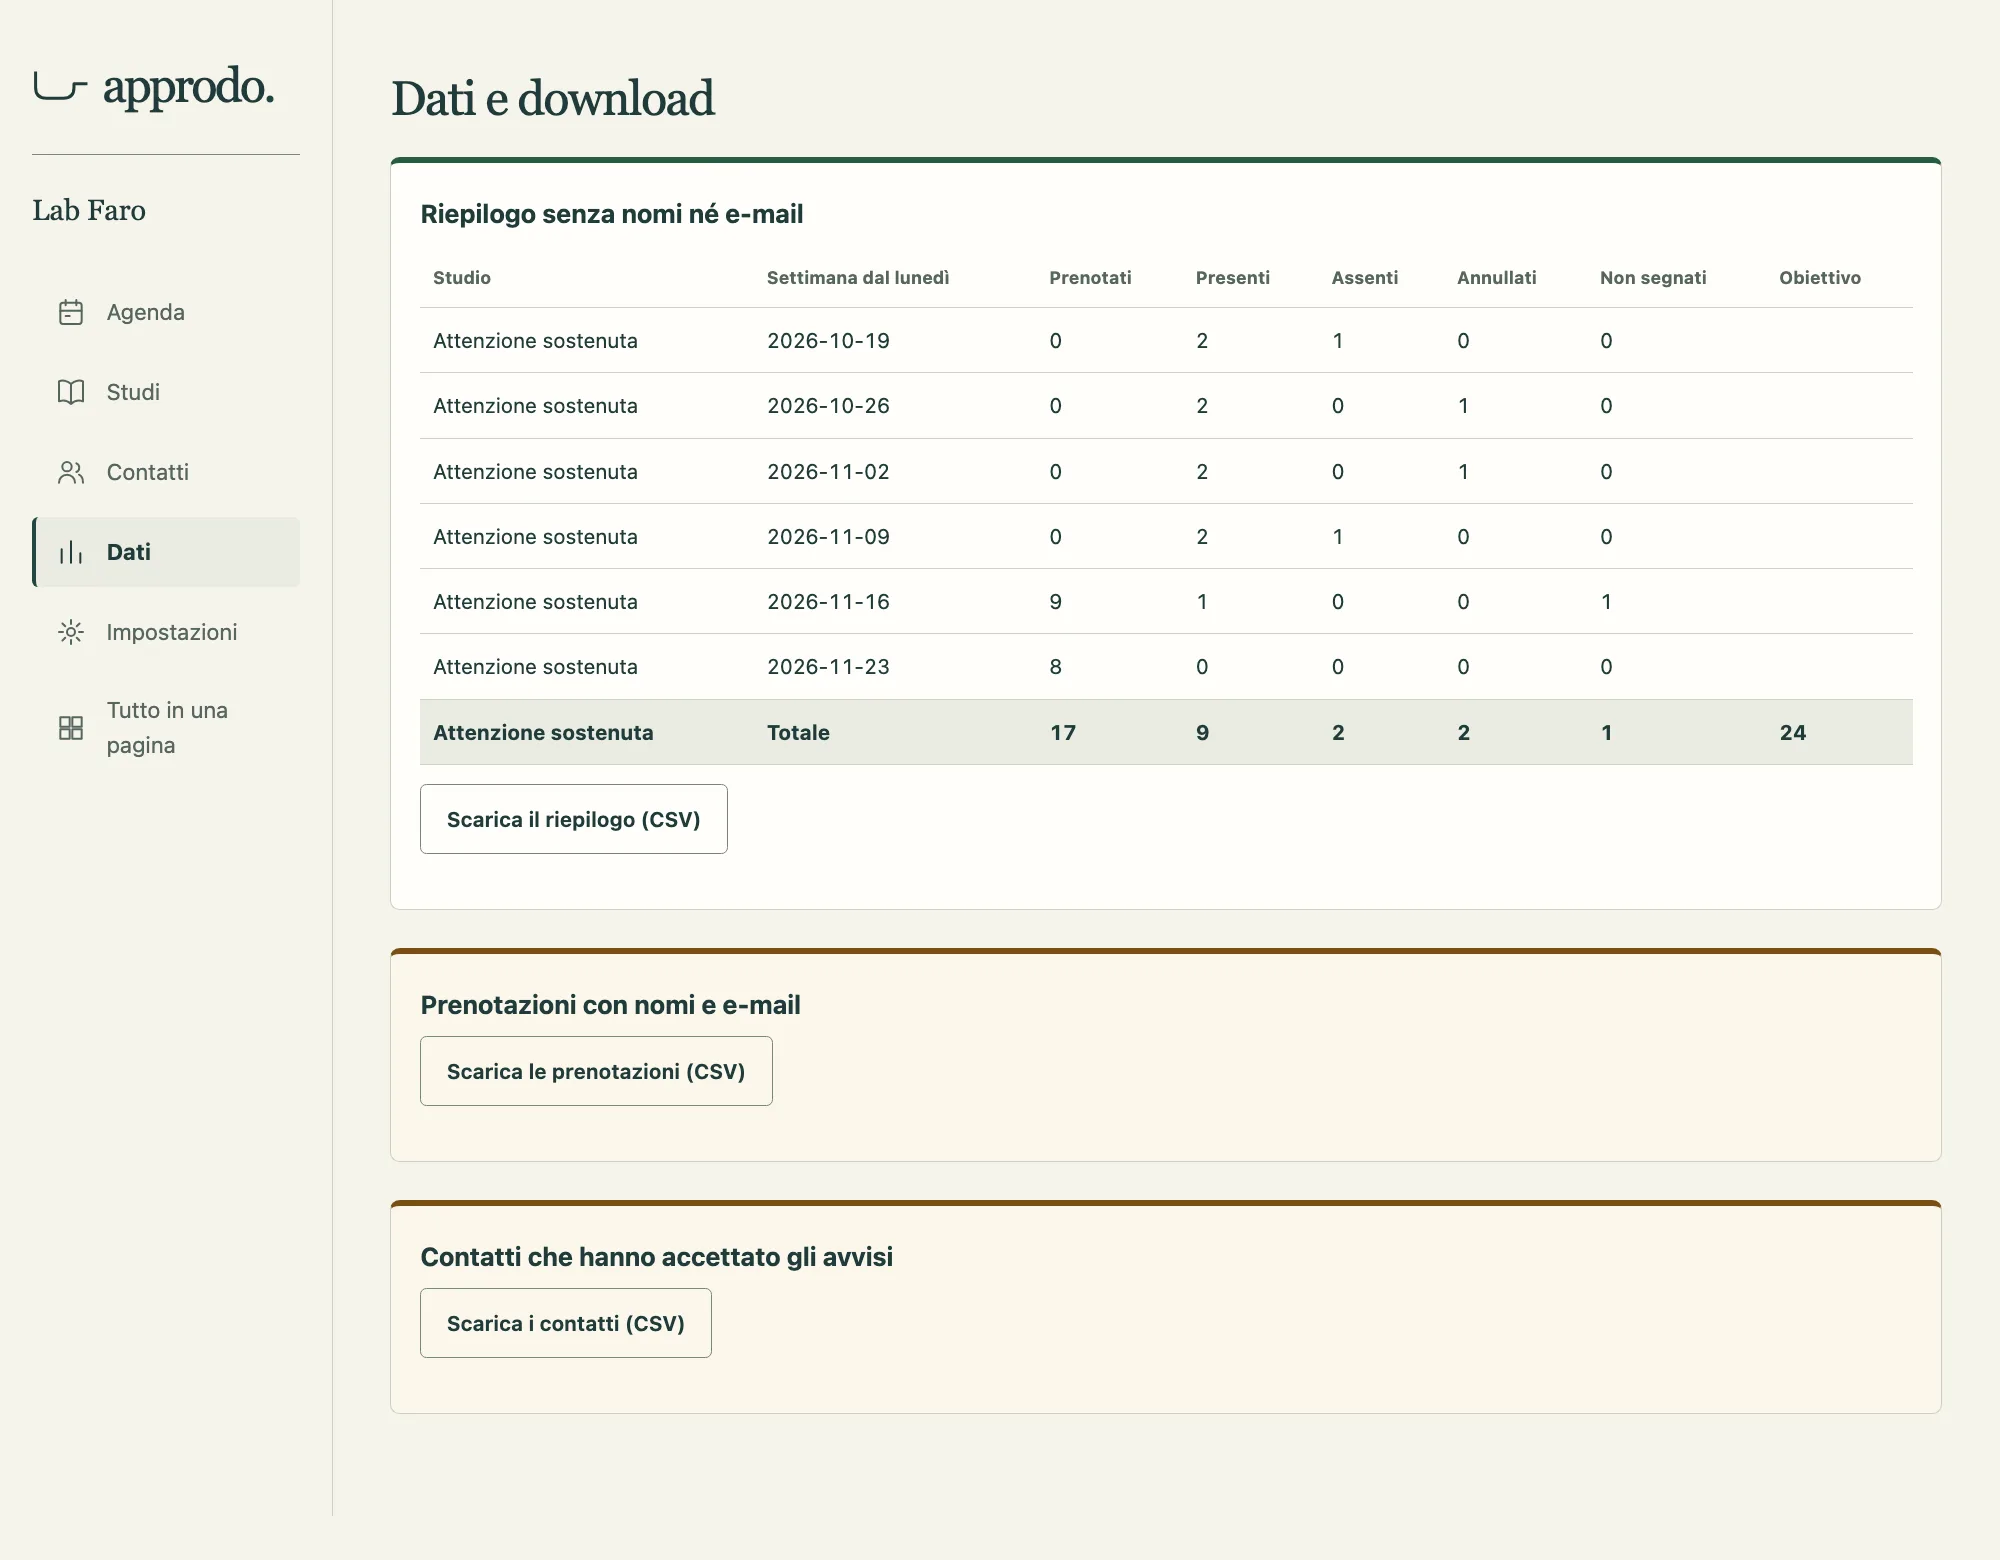 approdo.
Lab Faro
Agenda
Studi
Contatti
Dati
Impostazioni
Tutto in una
pagina
Dati e download
Riepilogo senza nomi né e-mail
Studio Settimana dal lunedì Prenotati Presenti Assenti Annullati Non segnati Obiettivo
Attenzione sostenuta 2026-10-19 0 2 1 0 0
Attenzione sostenuta 2026-10-26 0 2 0 1 0
Attenzione sostenuta 2026-11-02 0 2 0 1 0
Attenzione sostenuta 2026-11-09 0 2 1 0 0
Attenzione sostenuta 2026-11-16 9 1 0 0 1
Attenzione sostenuta 2026-11-23 8 0 0 0 0
Attenzione sostenuta Totale 17 9 2 2 1 24
Scarica il riepilogo (CSV)
Prenotazioni con nomi e e-mail
Scarica le prenotazioni (CSV)
Contatti che hanno accettato gli avvisi
Scarica i contatti (CSV)